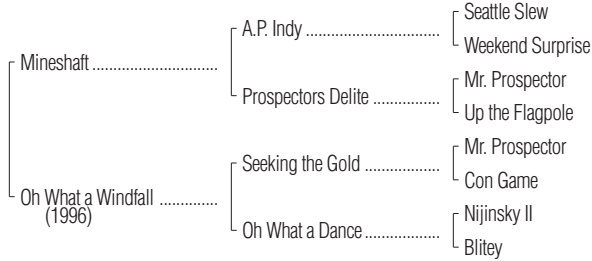 Seattle Slew
A.P. Indy ................................
Weekend Surprise
Mineshaft ..............................
Mr. Prospector
Prospectors Delite ................
Up the Flagpole
Mr. Prospector
Seeking the Gold ..................
Con Game
Oh What a Windfall ..............
(1996)
Nijinsky II
Oh What a Dance ..................
Blitey